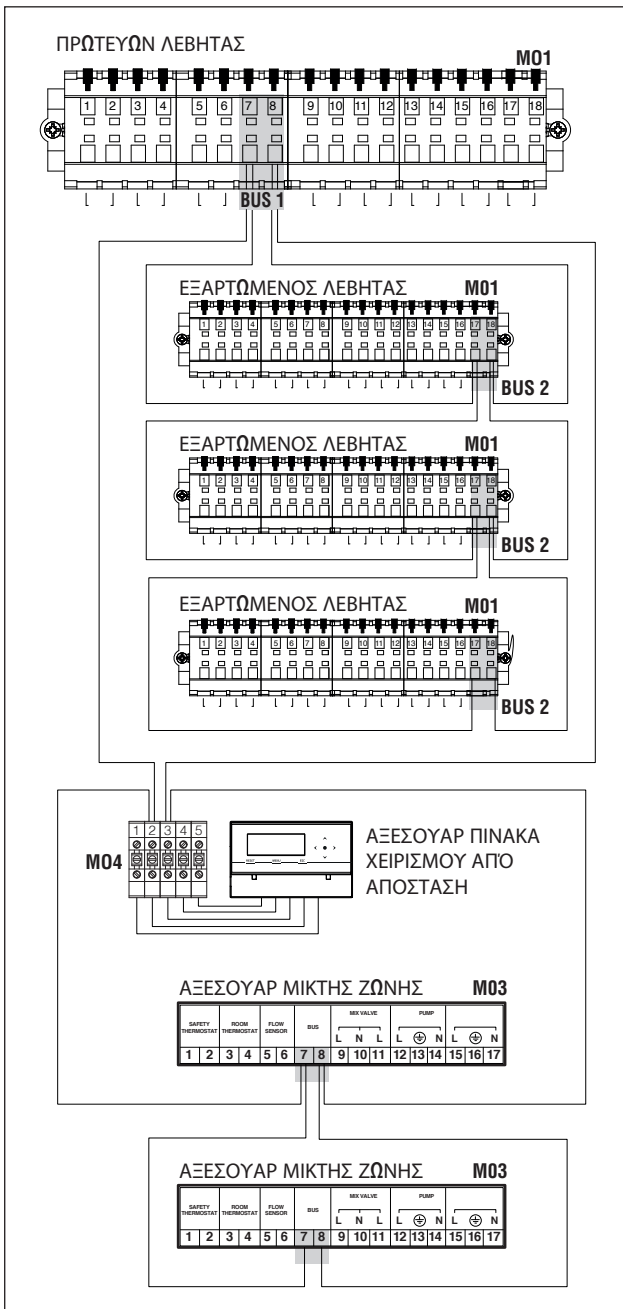 ΠΡΩΤΕΥΩΝ ΛΕΒΗΤΑΣ M01
1 2 3 4 5 6 7 8 9 10 11 12 13 14 15 16 17 18
BUS 1
ΕΞΑΡΤΩΜΕΝΟΣ ΛΕΒΗΤΑΣ M01
1 2 3 4 5 6 7 8 9 10 11 12 13 14 15 16 17 18
BUS 2
ΕΞΑΡΤΩΜΕΝΟΣ ΛΕΒΗΤΑΣ M01
1 2 3 4 5 6 7 8 9 10 11 12 13 14 15 16 17 18
BUS 2
ΕΞΑΡΤΩΜΕΝΟΣ ΛΕΒΗΤΑΣ M01
1 2 3 4 5 6 7 8 9 10 11 12 13 14 15 16 17 18
BUS 2
1 2 3 4 5
M04
ΑΞΕΣΟΥΑΡ ΠΙΝΑΚΑ
ΧΕΙΡΙΣΜΟΥ ΑΠΌ
ΑΠΟΣΤΑΣΗ
ΑΞΕΣΟΥΑΡ ΜΙΚΤΗΣ ΖΩΝΗΣ M03
SAFETY THERMOSTAT ROOM THERMOSTAT FLOW SENSOR BUS MIX VALVE PUMP
L N L L N L N
1 2 3 4 5 6 7 8 9 10 11 12 13 14 15 16 17
ΑΞΕΣΟΥΑΡ ΜΙΚΤΗΣ ΖΩΝΗΣ M03
SAFETY THERMOSTAT ROOM THERMOSTAT FLOW SENSOR BUS MIX VALVE PUMP
L N L L N L N
1 2 3 4 5 6 7 8 9 10 11 12 13 14 15 16 17